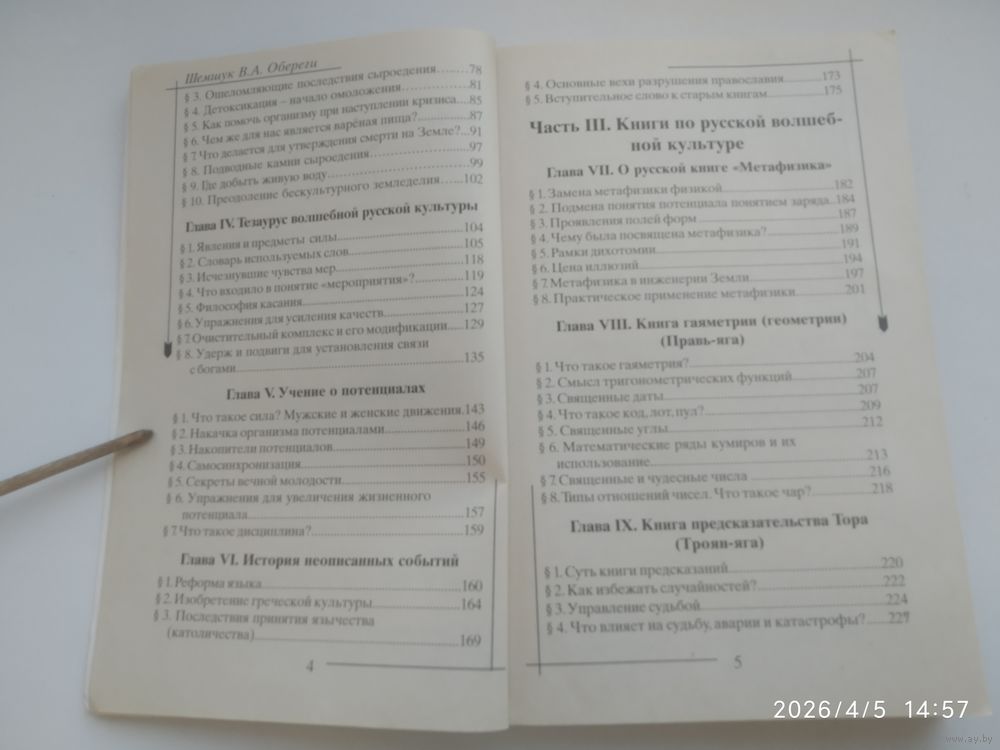 Шемшук В.А. Обереги
§ 3. Ошеломляющие последствия сыроедения........78
§ 4. Детоксикация – начало омоложения................81
§ 5. Как помочь организму при наступлении кризиса....85
§ 6. Чем же для нас является варёная пища?............87
§ 7 Что делается для утверждения смерти на Земле?...91
§ 8. Подводные камни сыроедения........................97
§ 9. Где добыть живую воду................................99
§ 10. Преодоление бескультурного земледелия......102
Глава IV. Тезаурус волшебной русской культуры
§ 1. Явления и предметы силы............................104
§ 2. Словарь используемых слов..........................105
§ 3. Исчезнувшие чувства мер............................118
§ 4. Что входило в понятие «мероприятия»?............119
§ 5. Философия касания....................................124
§ 6. Упражнения для усиления качеств..................127
§ 7 Очистительный комплекс и его модификации.....129
§ 8. Удерж и подвиги для установления связи
с богами....................................................135
Глава V. Учение о потенциалах
§ 1. Что такое сила? Мужские и женские движения.143
§ 2. Накачка организма потенциалами..................146
§ 3. Накопители потенциалов............................149
§ 4. Самосинхронизация..................................150
§ 5. Секреты вечной молодости..........................155
§ 6. Упражнения для увеличения жизненного
потенциала................................................157
§ 7 Что такое дисциплина?................................159
Глава VI. История неописанных событий
§ 1. Реформа языка........................................160
§ 2. Изобретение греческой культуры..................164
§ 3. Последствия принятия язычества
(католичества)............................................169
4
§ 4. Основные вехи разрушения православия..........173
§ 5. Вступительное слово к старым книгам............175
Часть III. Книги по русской волшеб-
ной культуре
Глава VII. О русской книге «Метафизика»
§ 1. Замена метафизики физикой........................182
§ 2. Подмена понятия потенциала понятием заряда..184
§ 3. Проявления полей форм..............................187
§ 4. Чему была посвящена метафизика?................189
§ 5. Рамки дихотомии......................................191
§ 6. Цена иллюзий..........................................194
§ 7. Метафизика в инженерии Земли....................197
§ 8. Практическое применение метафизики............201
Глава VIII. Книга гаяметрии (геометрии)
(Правь-яга)
§ 1. Что такое гаяметрия?................................204
§ 2. Смысл тригонометрических функций..............207
§ 3. Священные даты......................................207
§ 4. Что такое код, лот, пул?..............................209
§ 5. Священные углы......................................212
§ 6. Математические ряды кумиров и их
использование............................................213
§ 7. Священные и чудесные числа......................216
§ 8. Типы отношений чисел. Что такое чар?............218
Глава IX. Книга предсказательства Тора
(Троян-яга)
§ 1. Суть книги предсказаний............................220
§ 2. Как избежать случайностей?........................222
§ 3. Управление судьбой..................................224
§ 4. Что влияет на судьбу, аварии и катастрофы?.....227
5
2026/4/5 14:57
www.ay.by